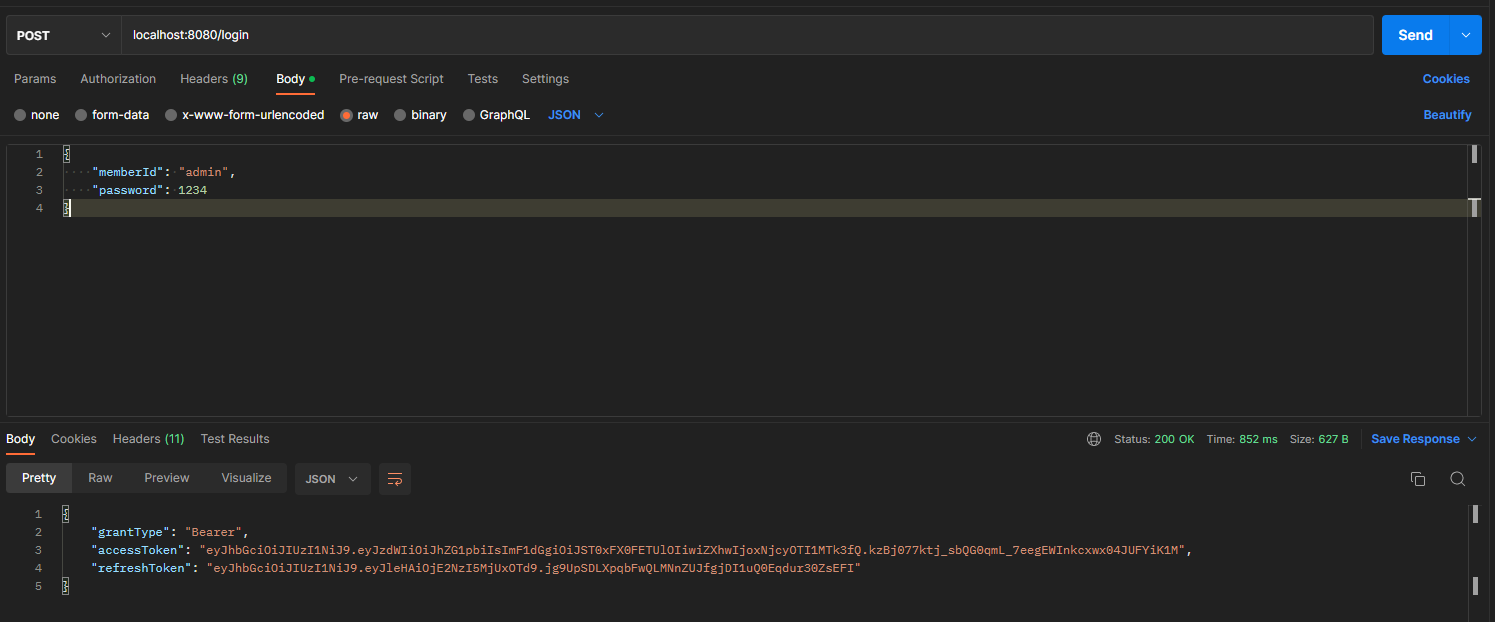 POST localhost:8080/login Send
Params Authorization Headers (9) Body Pre-request Script Tests Settings Cookies
none form-data x-www-form-urlencoded raw binary GraphQL JSON Beautify
1 {
2 "memberId": "admin",
3 "password": 1234
4 }
Body Cookies Headers (11) Test Results Status: 200 OK Time: 852 ms Size: 627 B Save Response
Pretty Raw Preview Visualize JSON
1 {
2 "grantType": "Bearer",
3 "accessToken": "eyJhbGciOiJIUzI1NiJ9.eyJzdWIiOiJhZG1pbiIsImF1dGgiOiJST0xFX0FETUlOIiwiZXhwIjoxNjcyOTI1MTk3fQ.kzBj077ktj_sbQG0qmL_7eegEWInkcxwx04JUFYiK1M",
4 "refreshToken": "eyJhbGciOiJIUzI1NiJ9.eyJleHAiOjE2NzI5MjUxOTd9.jg9UpSDLXpqbFwQLMNnZUJfgjDI1uQ0Eqdur30ZsEFI"
5 }